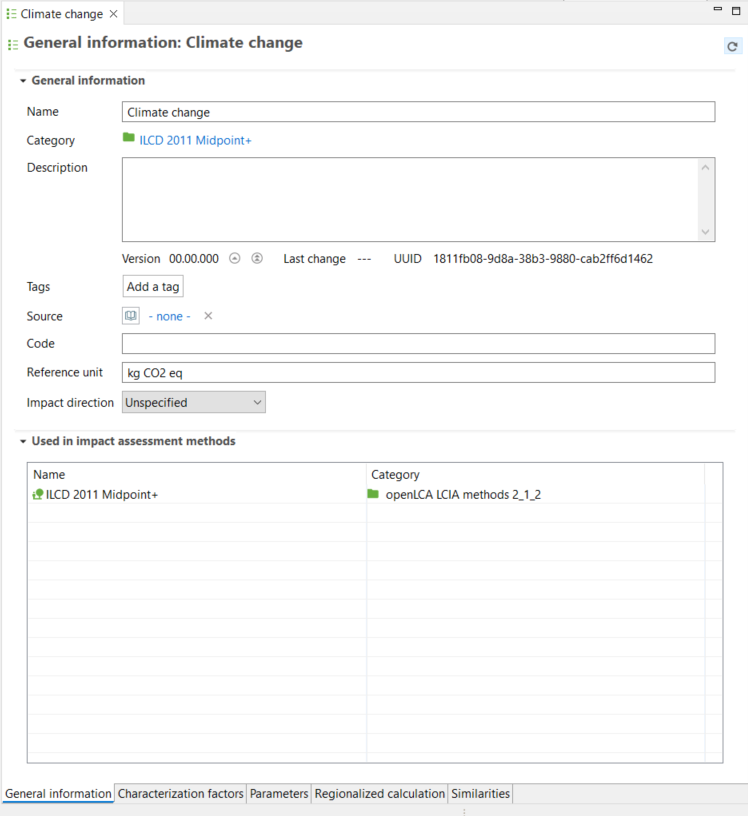 Climate change
General information: Climate change
General information
Name Climate change
Category ILCD 2011 Midpoint+
Description
Version 00.00.000 Last change --- UUID 1811fb08-9d8a-38b3-9880-cab2ff6d1462
Tags Add a tag
Source - none -
Code
Reference unit kg CO2 eq
Impact direction Unspecified
Used in impact assessment methods
Name Category
ILCD 2011 Midpoint+ openLCA LCIA methods 2_1_2
General information Characterization factors Parameters Regionalized calculation Similarities